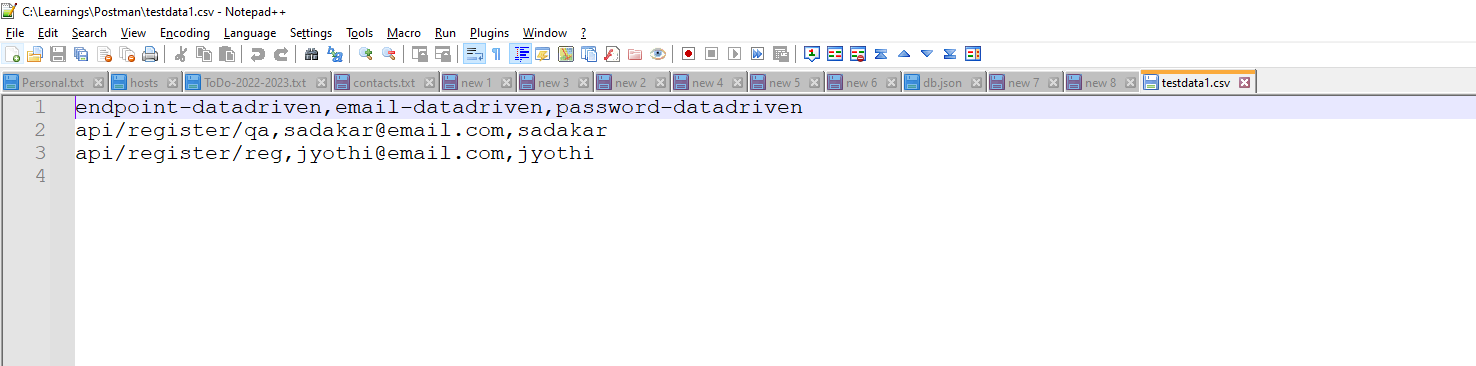 C:\Learnings\Postman\testdata1.csv - Notepad++
File Edit Search View Encoding Language Settings Tools Macro Run Plugins Window ?
Personal.txt hosts ToDo-2022-2023.txt contacts.txt new 1 new 3 new 2 new 4 new 5 new 6 db.json new 7 new 8 testdata1.csv
1 endpoint-datadriven,email-datadriven,password-datadriven
2 api/register/qa,sadakar@email.com,sadakar
3 api/register/reg,jyothi@email.com,jyothi
4